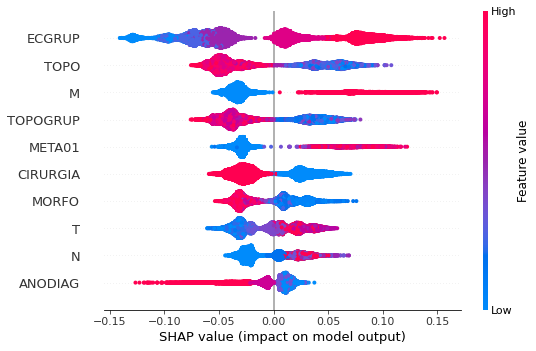 High
ECGRUP
TOPO
M
TOPOGRUP
META01
CIRURGIA
MORFO
T
N
ANODIAG
Feature value
Low
−0.15 −0.10 −0.05 0.00 0.05 0.10 0.15
SHAP value (impact on model output)